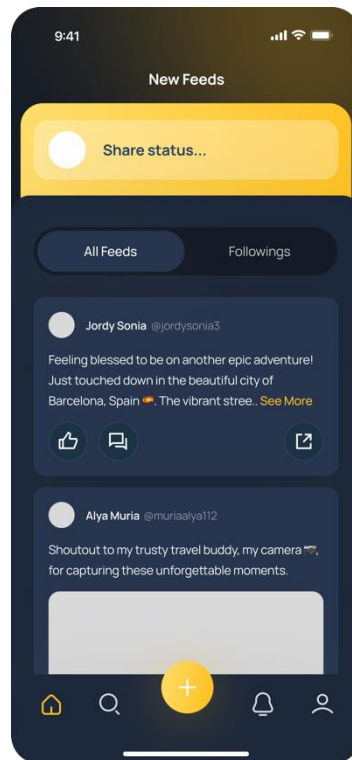 9:41
New Feeds
Share status...
All Feeds
Followings
Jordy Sonia @jordysonia3
Feeling blessed to be on another epic adventure!
Just touched down in the beautiful city of
Barcelona, Spain 🇪🇸. The vibrant stree.. See More
Alya Muria @muriaalya112
Shoutout to my trusty travel buddy, my camera 📷,
for capturing these unforgettable moments.